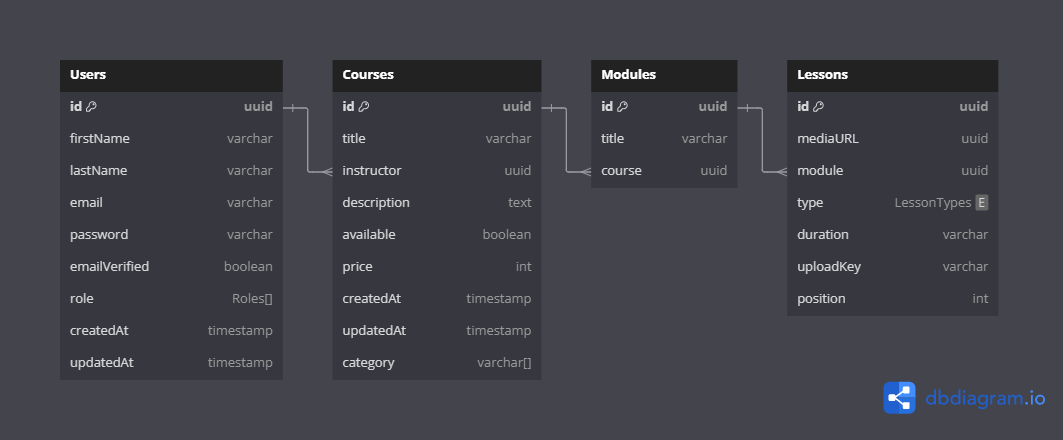 Users
id uuid
firstName varchar
lastName varchar
email varchar
password varchar
emailVerified boolean
role Roles[]
createdAt timestamp
updatedAt timestamp
Courses
id uuid
title varchar
instructor uuid
description text
available boolean
price int
createdAt timestamp
updatedAt timestamp
category varchar[]
Modules
id uuid
title varchar
course uuid
Lessons
id uuid
mediaURL uuid
module uuid
type LessonTypes E
duration varchar
uploadKey varchar
position int
dbdiagram.io